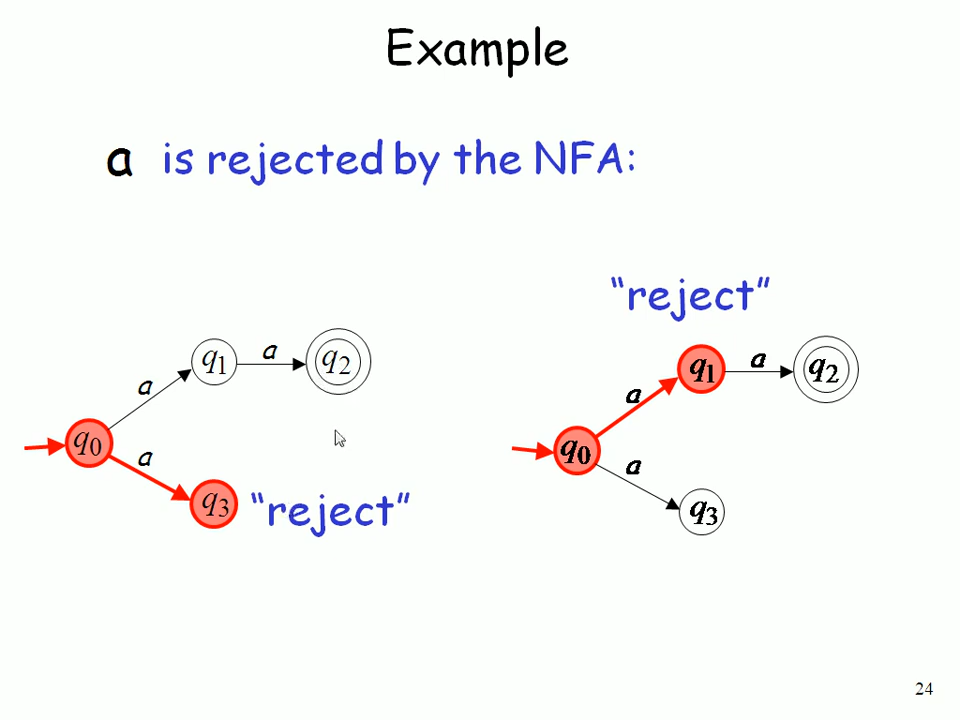 Example
a is rejected by the NFA:
"reject"
q1 a q2
a
q0
a
q3 "reject"
q1 a q2
a
q0
a
q3
24